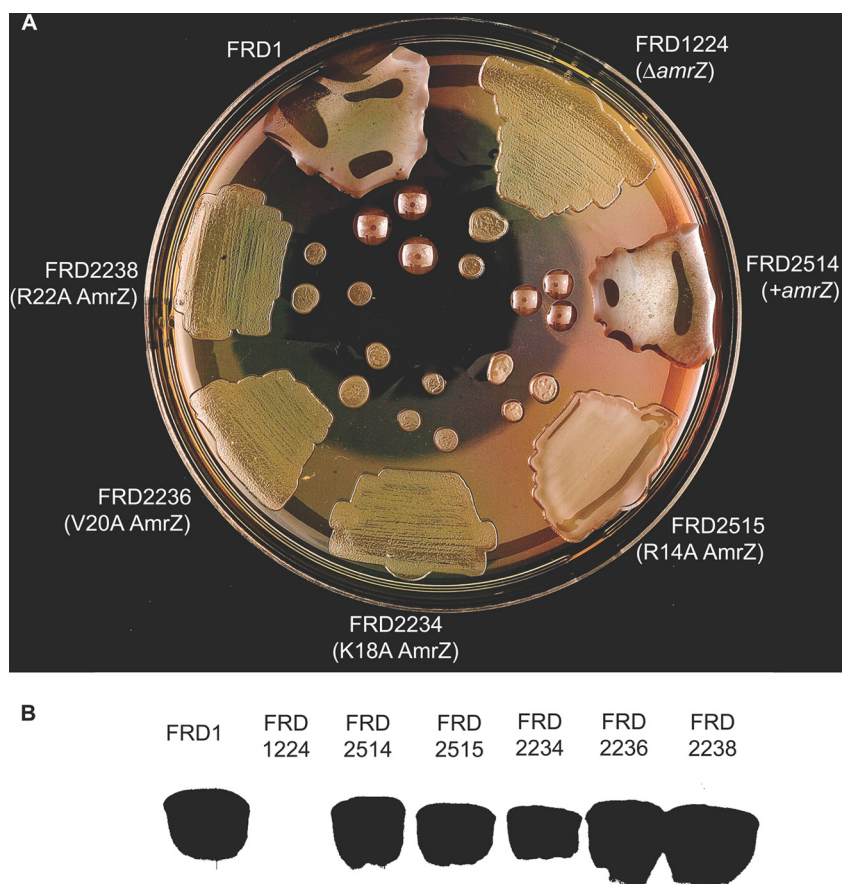 A
FRD1
FRD1224
(ΔamrZ)
FRD2514
(+amrZ)
FRD2238
(R22A AmrZ)
FRD2236
(V20A AmrZ)
FRD2515
(R14A AmrZ)
FRD2234
(K18A AmrZ)
B
FRD1
FRD
1224
FRD
2514
FRD
2515
FRD
2234
FRD
2236
FRD
2238